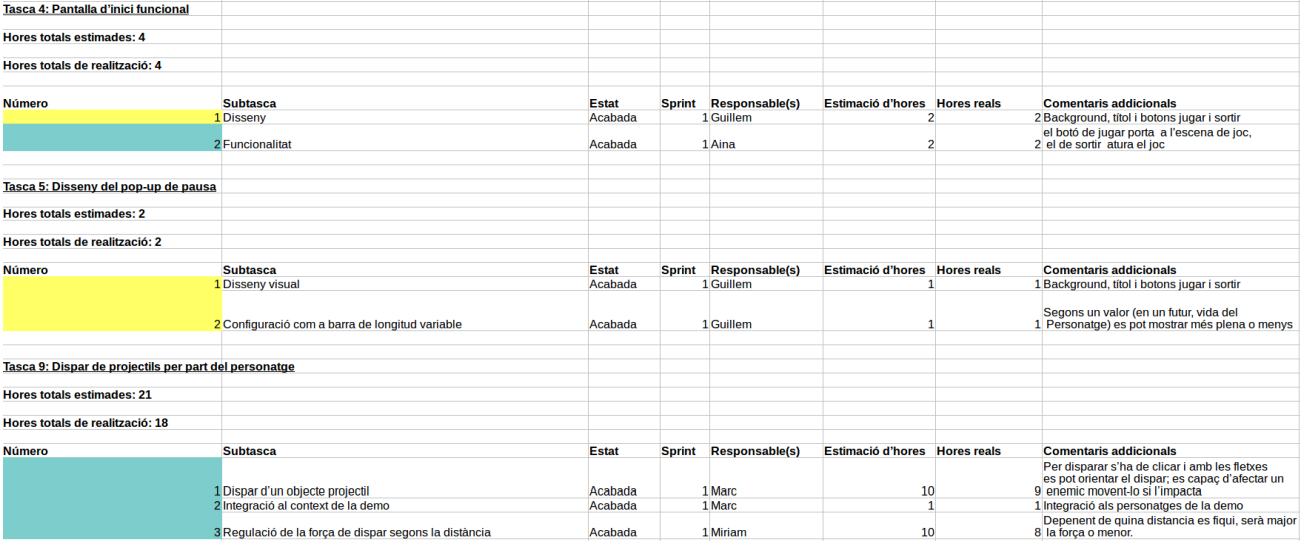 Tasca 4: Pantalla d'inici funcional
Hores totals estimades: 4
Hores totals de realització: 4
Número Subtasca Estat Sprint Responsable(s) Estimació d'hores Hores reals Comentaris addicionals
1 Disseny Acabada 1 Guillem 2 2 Background, títol i botons jugar i sortir
el botó de jugar porta a l'escena de joc,
2 Funcionalitat Acabada 1 Aina 2 2 el de sortir atura el joc
Tasca 5: Disseny del pop-up de pausa
Hores totals estimades: 2
Hores totals de realització: 2
Número Subtasca Estat Sprint Responsable(s) Estimació d'hores Hores reals Comentaris addicionals
1 Disseny visual Acabada 1 Guillem 1 1 Background, títol i botons jugar i sortir
Segons un valor (en un futur, vida del
2 Configuració com a barra de longitud variable Acabada 1 Guillem 1 1 Personatge) es pot mostrar més plena o menys
Tasca 9: Dispar de projectils per part del personatge
Hores totals estimades: 21
Hores totals de realització: 18
Número Subtasca Estat Sprint Responsable(s) Estimació d'hores Hores reals Comentaris addicionals
Per disparar s'ha de clicar i amb les fletxes
es pot orientar el dispar; es capaç d'afectar un
1 Dispar d'un objecte projectil Acabada 1 Marc 10 9 enemic movent-lo si l'impacta
2 Integració al context de la demo Acabada 1 Marc 1 1 Integració als personatges de la demo
Depenent de quina distancia es fiqui, serà major
3 Regulació de la força de dispar segons la distància Acabada 1 Miriam 10 8 la força o menor.